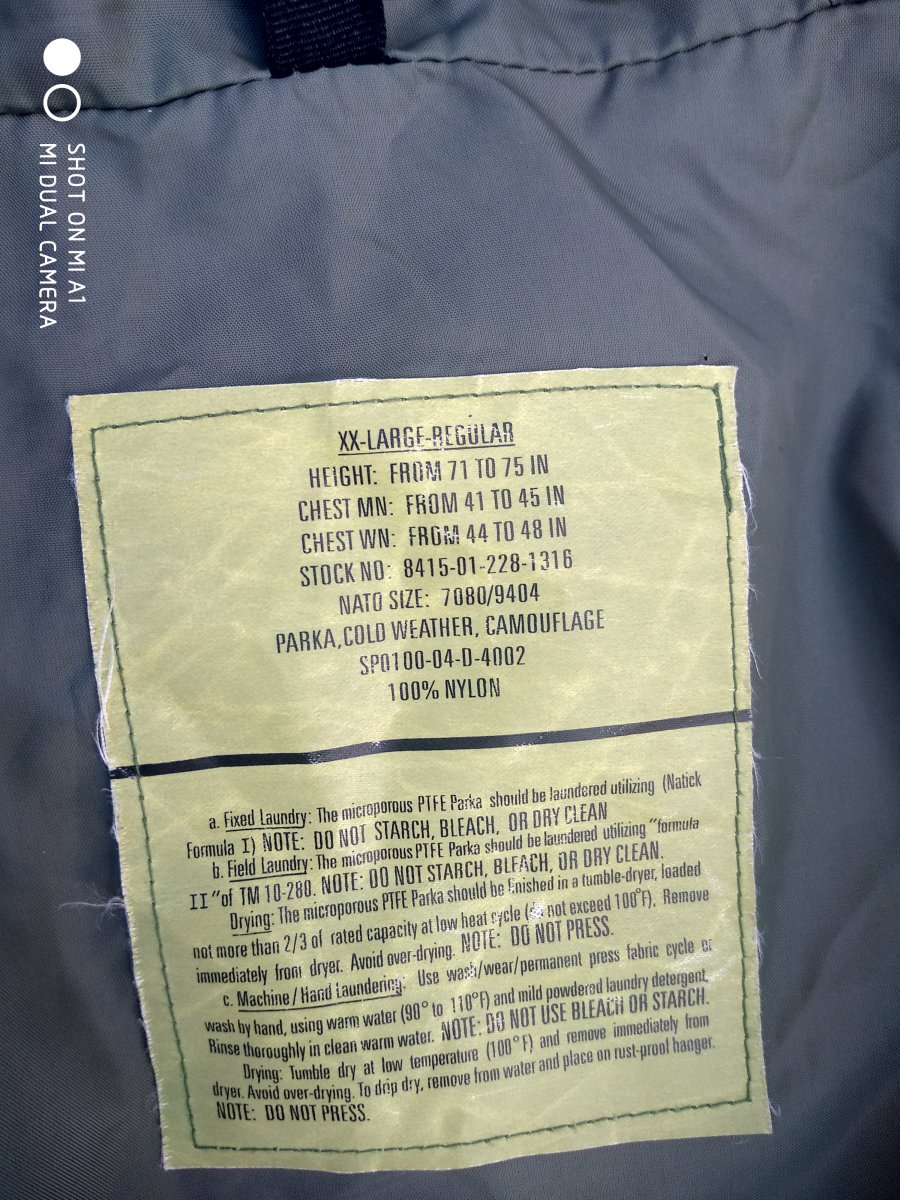 SHOT ON MI A1
MI DUAL CAMERA
XX-LARGE-REGULAR
HEIGHT: FROM 71 TO 75 IN
CHEST MN: FROM 41 TO 45 IN
CHEST WN: FROM 44 TO 48 IN
STOCK NO: 8415-01-228-1316
NATO SIZE: 7080/9404
PARKA,COLD WEATHER, CAMOUFLAGE
SP0100-04-D-4002
100% NYLON
a. Fixed Laundry: The microporous PTFE Parka should be laundered utilizing (Natick
Formula I) NOTE: DO NOT STARCH, BLEACH, OR DRY CLEAN
b. Field Laundry: The microporous PTFE Parka should be laundered utilizing "formula
II" of TM 10-280. NOTE: DO NOT STARCH, BLEACH, OR DRY CLEAN.
Drying: The microporous PTFE Parka should be finished in a tumble-dryer, loaded
not more than 2/3 of rated capacity at low heat cycle (do not exceed 100°F). Remove
immediately from dryer. Avoid over-drying. NOTE: DO NOT PRESS.
c. Machine/Hand Laundering: Use wash/wear/permanent press fabric cycle or
wash by hand, using warm water (90° to 110°F) and mild powdered laundry detergent,
Rinse thoroughly in clean warm water. NOTE: DO NOT USE BLEACH OR STARCH.
Drying: Tumble dry at low temperature (100°F) and remove immediately from
dryer. Avoid over-drying. To drip dry, remove from water and place on rust-proof hanger.
NOTE: DO NOT PRESS.